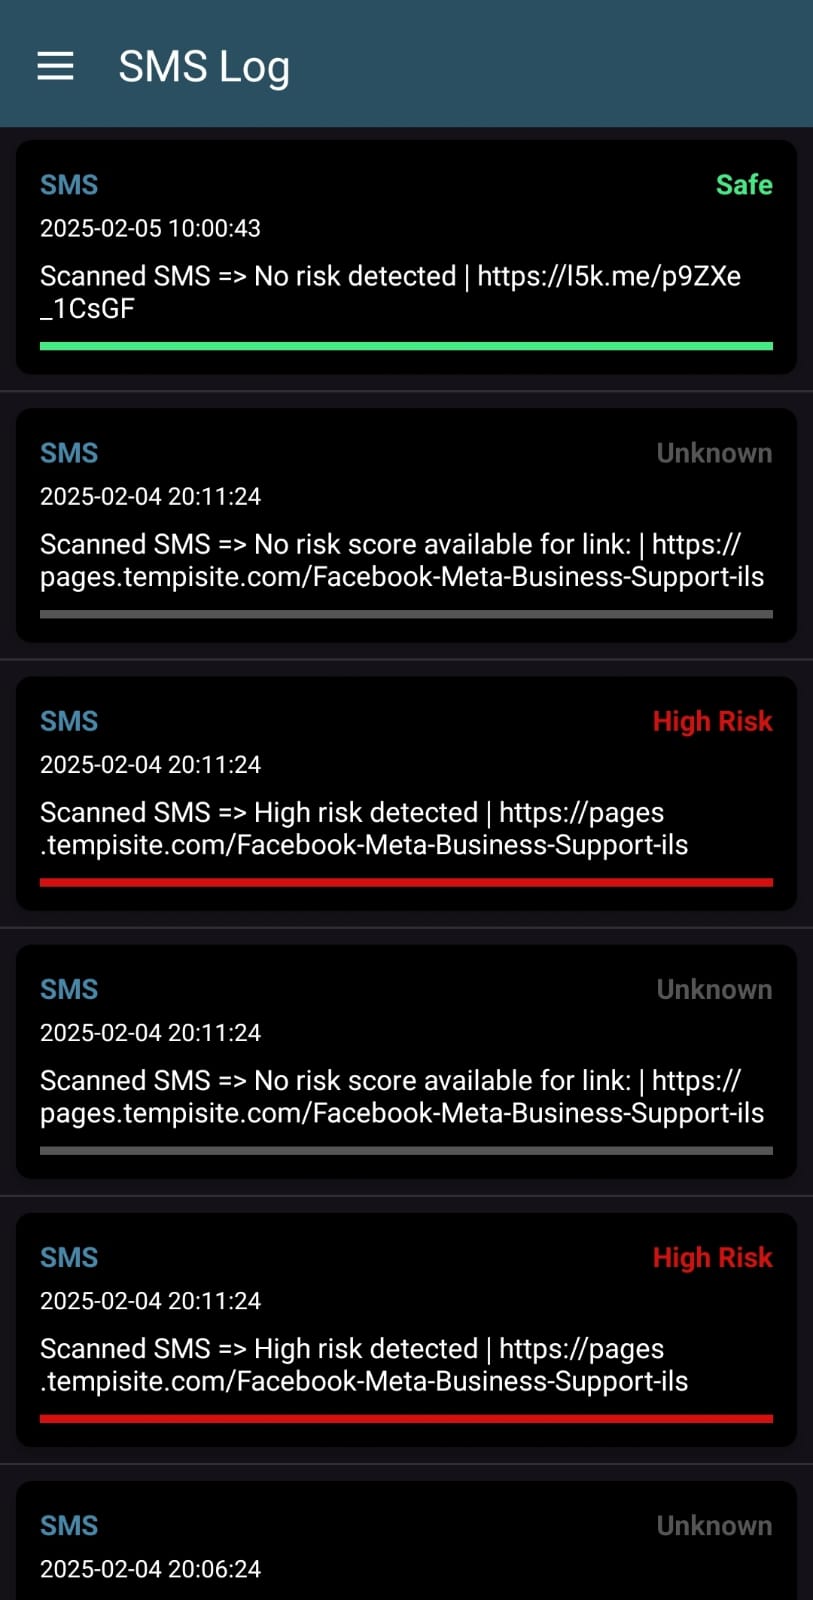 SMS Log
SMS
Safe
2025-02-05 10:00:43
Scanned SMS => No risk detected | https://l5k.me/p9ZXe
_1CsGF
SMS
Unknown
2025-02-04 20:11:24
Scanned SMS => No risk score available for link: | https://
pages.tempisite.com/Facebook-Meta-Business-Support-ils
SMS
High Risk
2025-02-04 20:11:24
Scanned SMS => High risk detected | https://pages
.tempisite.com/Facebook-Meta-Business-Support-ils
SMS
Unknown
2025-02-04 20:11:24
Scanned SMS => No risk score available for link: | https://
pages.tempisite.com/Facebook-Meta-Business-Support-ils
SMS
High Risk
2025-02-04 20:11:24
Scanned SMS => High risk detected | https://pages
.tempisite.com/Facebook-Meta-Business-Support-ils
SMS
Unknown
2025-02-04 20:06:24